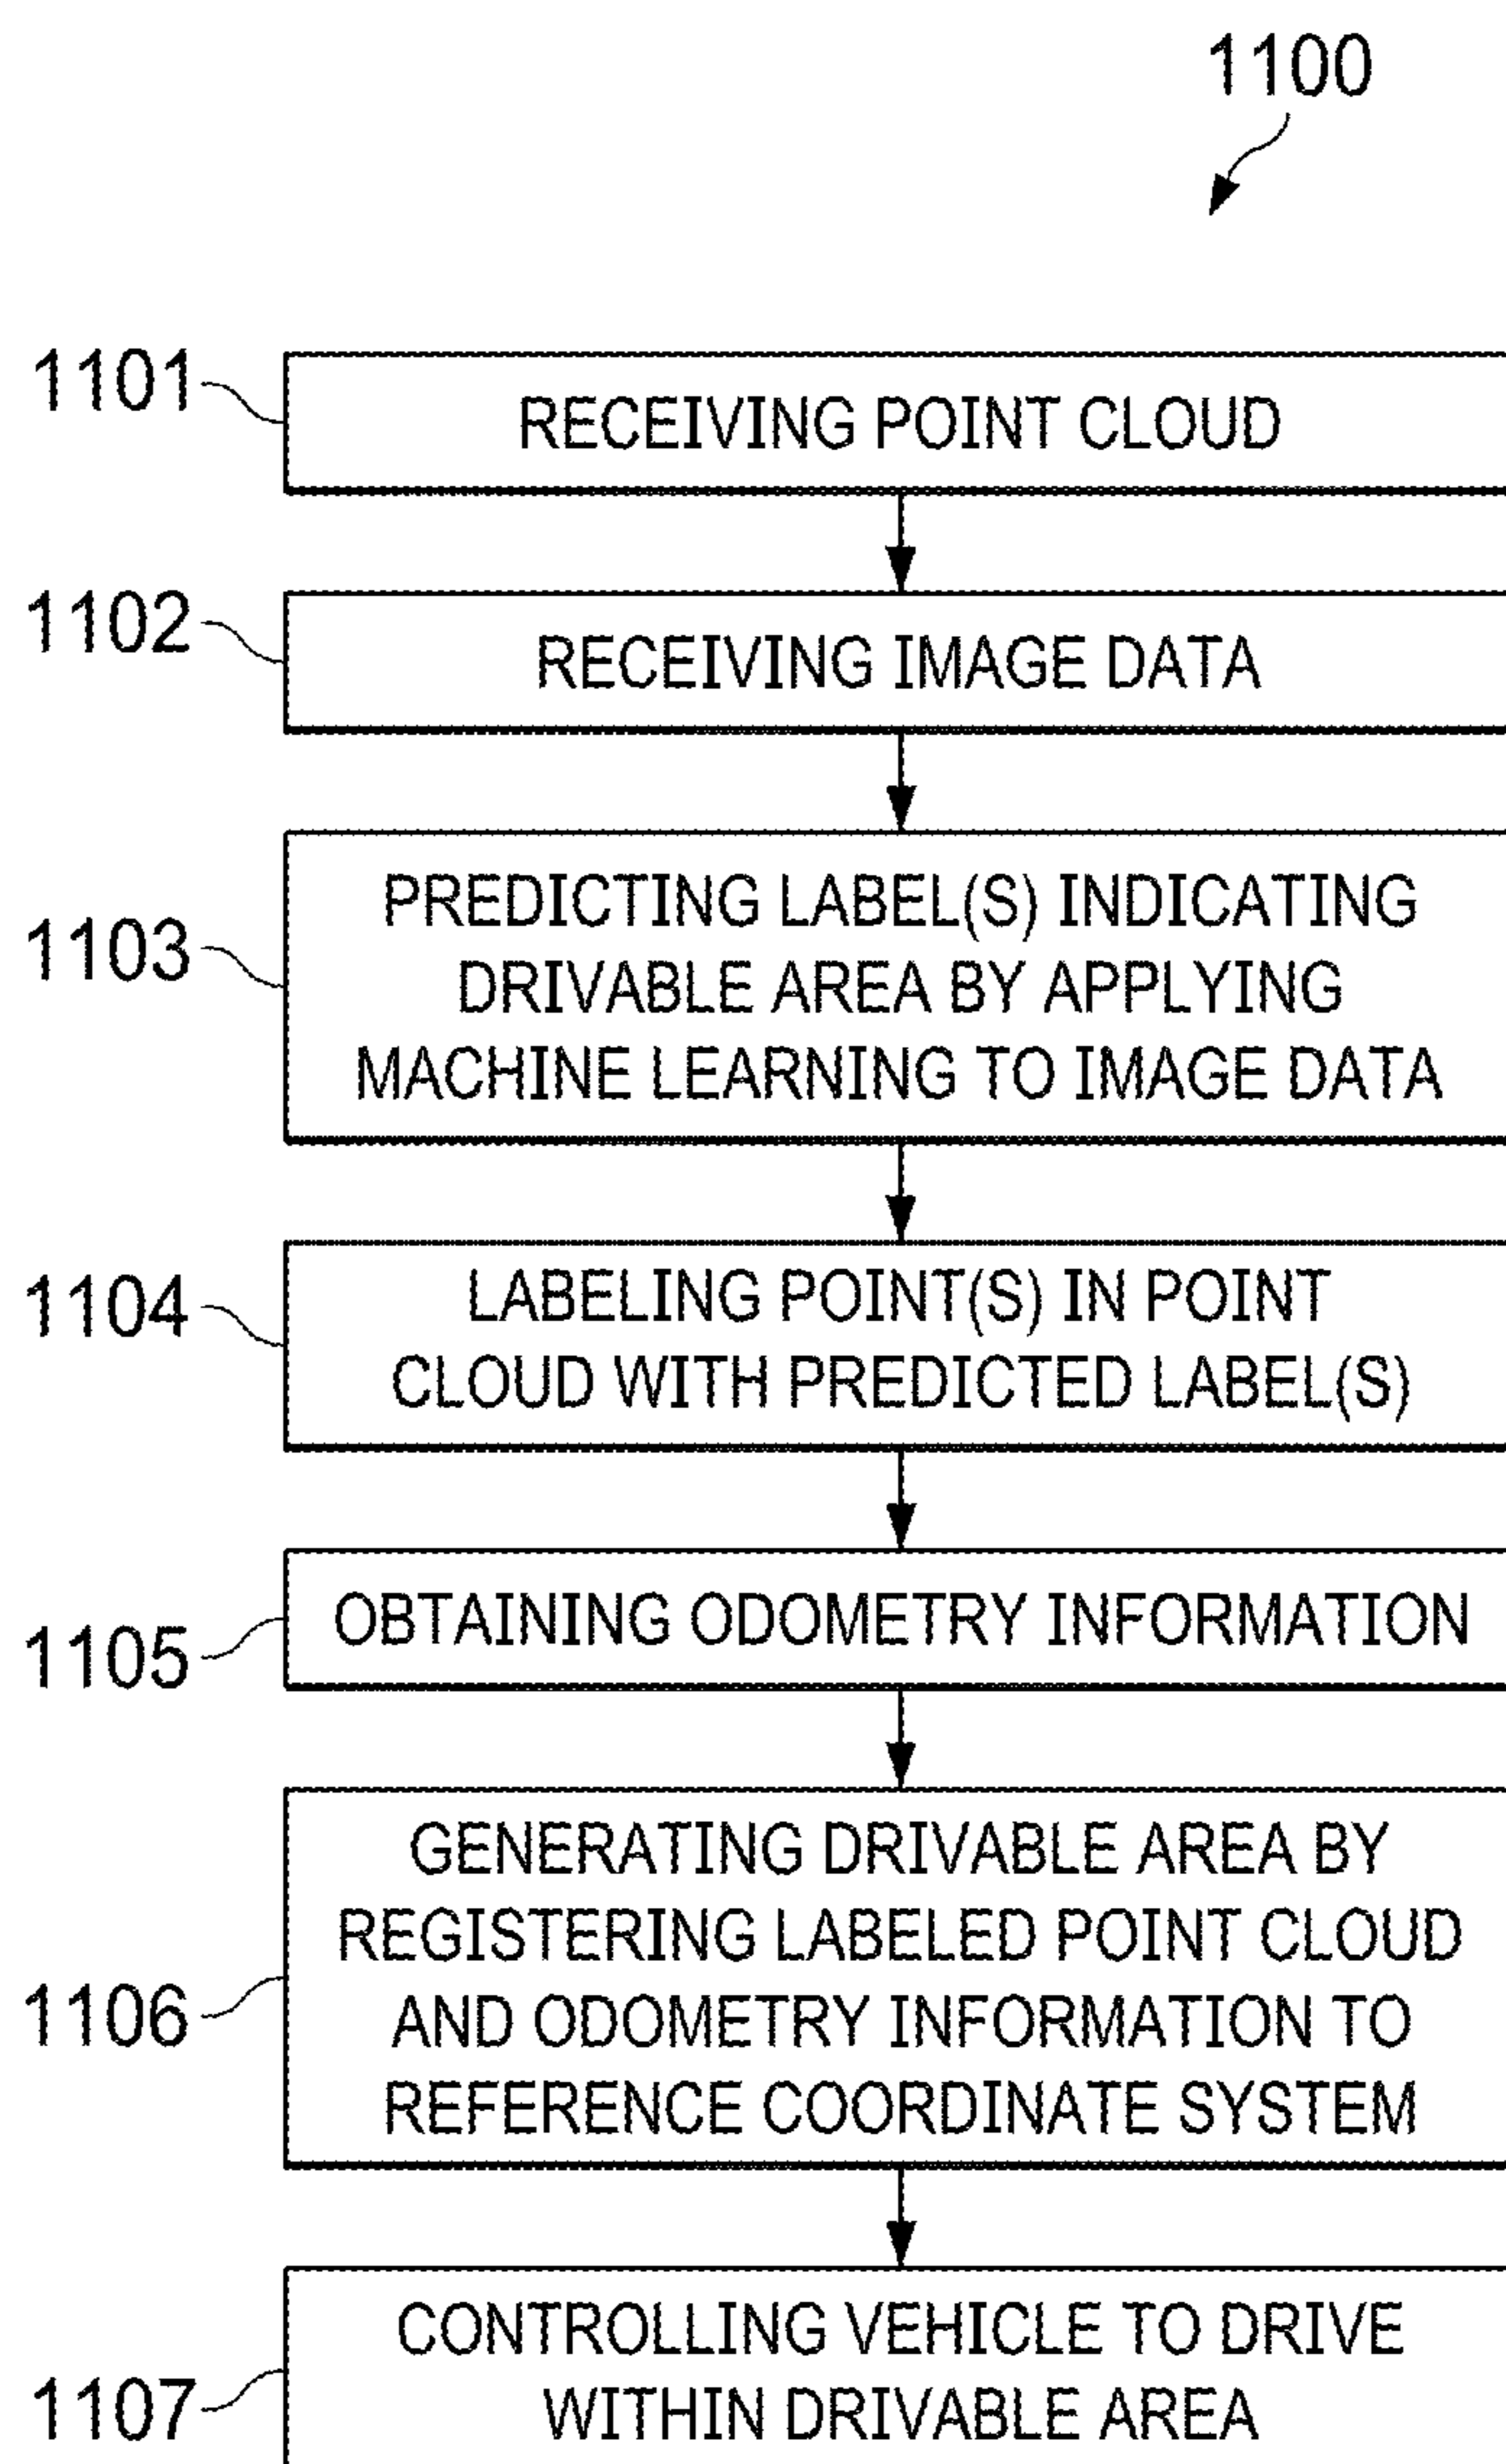 1100
1101
RECEIVING POINT CLOUD
1102
RECEIVING IMAGE DATA
1103
PREDICTING LABEL(S) INDICATING
DRIVABLE AREA BY APPLYING
MACHINE LEARNING TO IMAGE DATA
1104
LABELING POINT(S) IN POINT
CLOUD WITH PREDICTED LABEL(S)
1105
OBTAINING ODOMETRY INFORMATION
1106
GENERATING DRIVABLE AREA BY
REGISTERING LABELED POINT CLOUD
AND ODOMETRY INFORMATION TO
REFERENCE COORDINATE SYSTEM
1107
CONTROLLING VEHICLE TO DRIVE
WITHIN DRIVABLE AREA